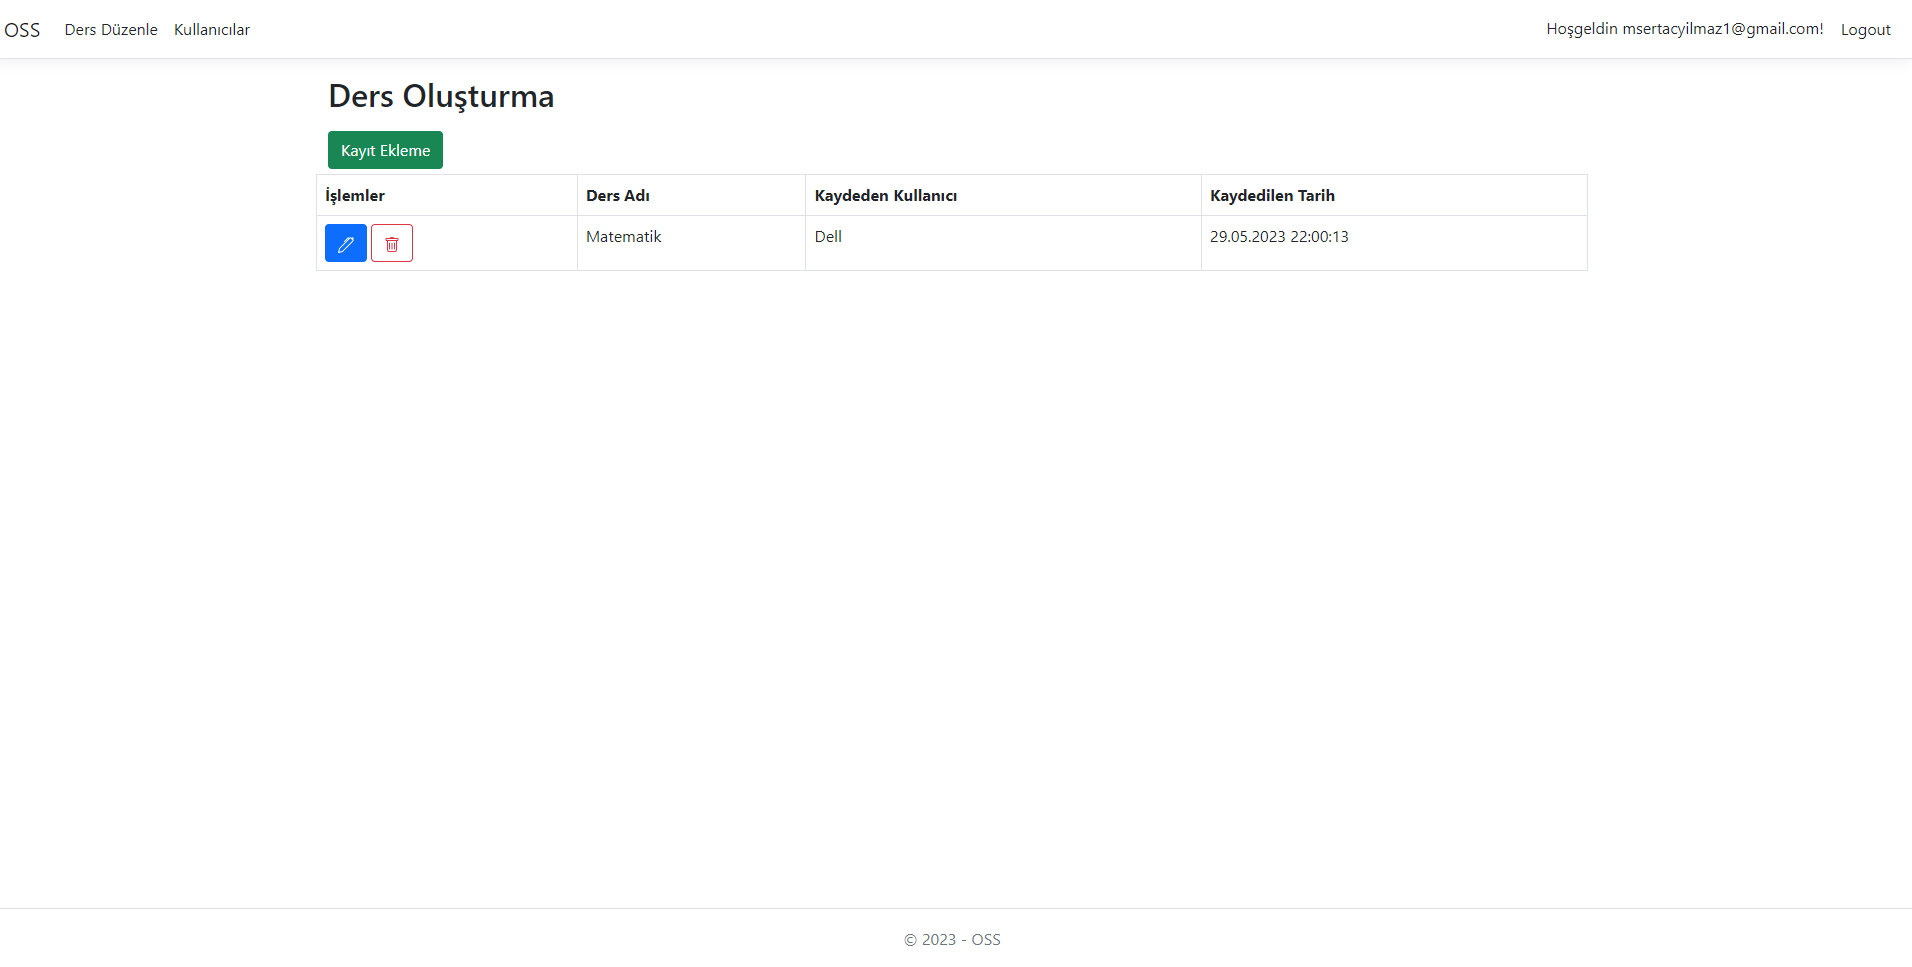 OSS Ders Düzenle Kullanıcılar Hoşgeldin msertacyilmaz1@gmail.com! Logout
Ders Oluşturma
Kayıt Ekleme
İşlemler Ders Adı Kaydeden Kullanıcı Kaydedilen Tarih
Matematik Dell 29.05.2023 22:00:13
© 2023 - OSS